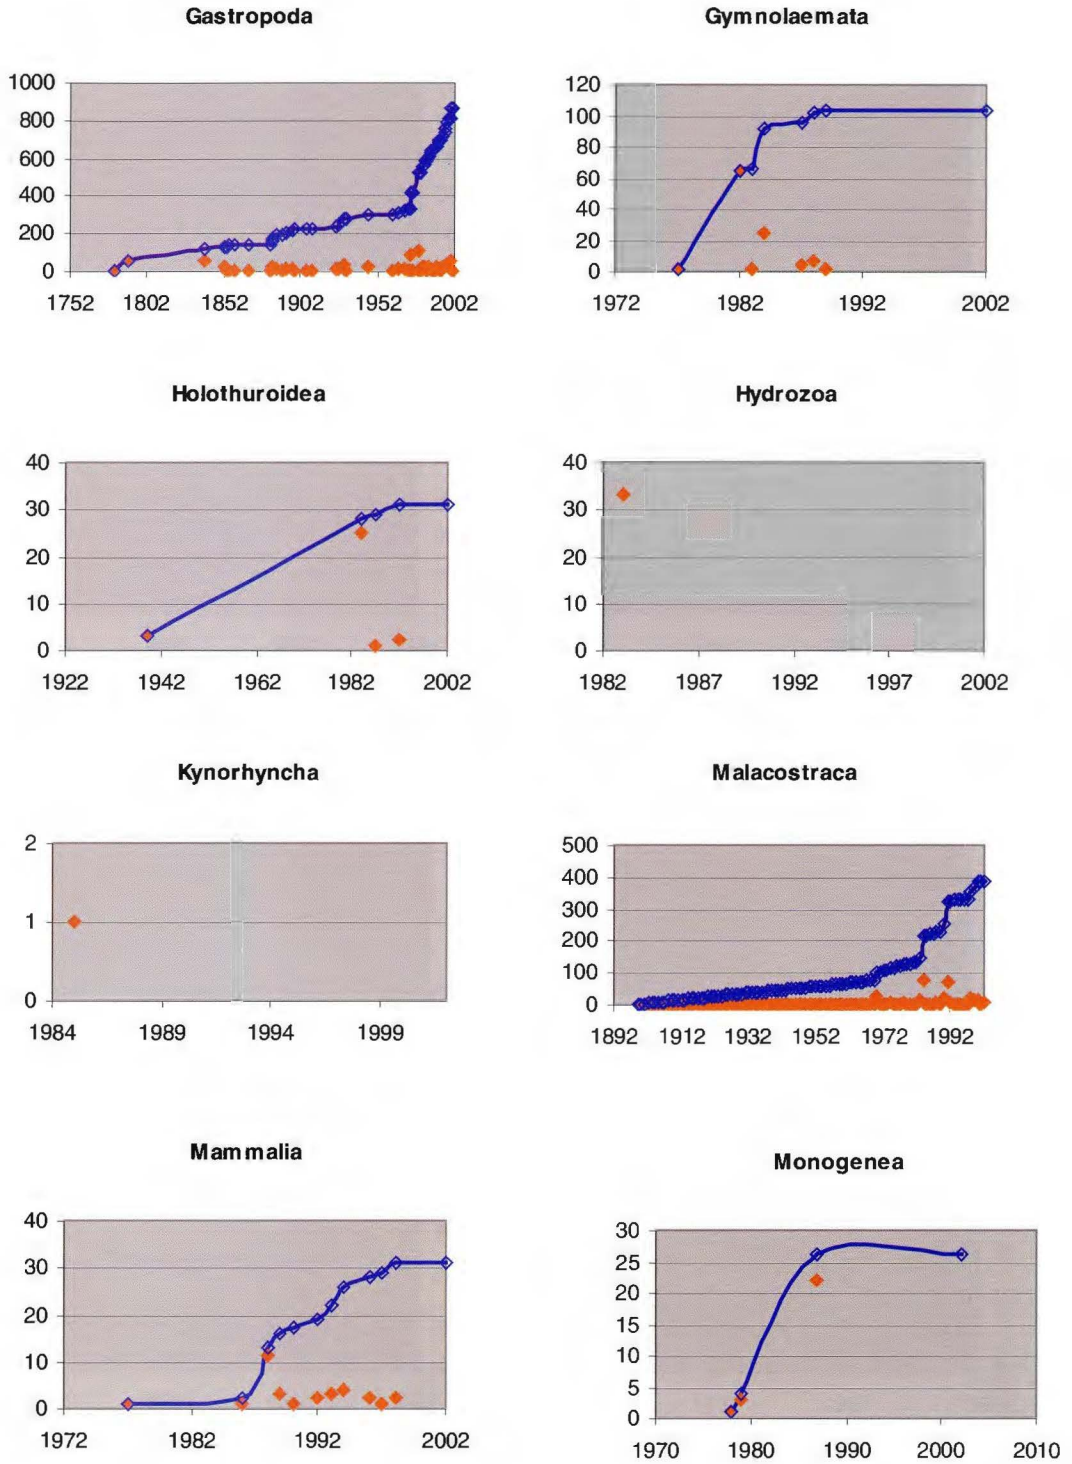 Gastropoda
1000
800
600
400
200
0
1752 1802 1852 1902 1952 2002
Gymnolaemata
120
100
80
60
40
20
0
1972 1982 1992 2002
Holothuroidea
40
30
20
10
0
1922 1942 1962 1982 2002
Hydrozoa
40
30
20
10
0
1982 1987 1992 1997 2002
Kynorhyncha
2
1
0
1984 1989 1994 1999
Malacostraca
500
400
300
200
100
0
1892 1912 1932 1952 1972 1992
Mammalia
40
30
20
10
0
1972 1982 1992 2002
Monogenea
30
25
20
15
10
5
0
1970 1980 1990 2000 2010